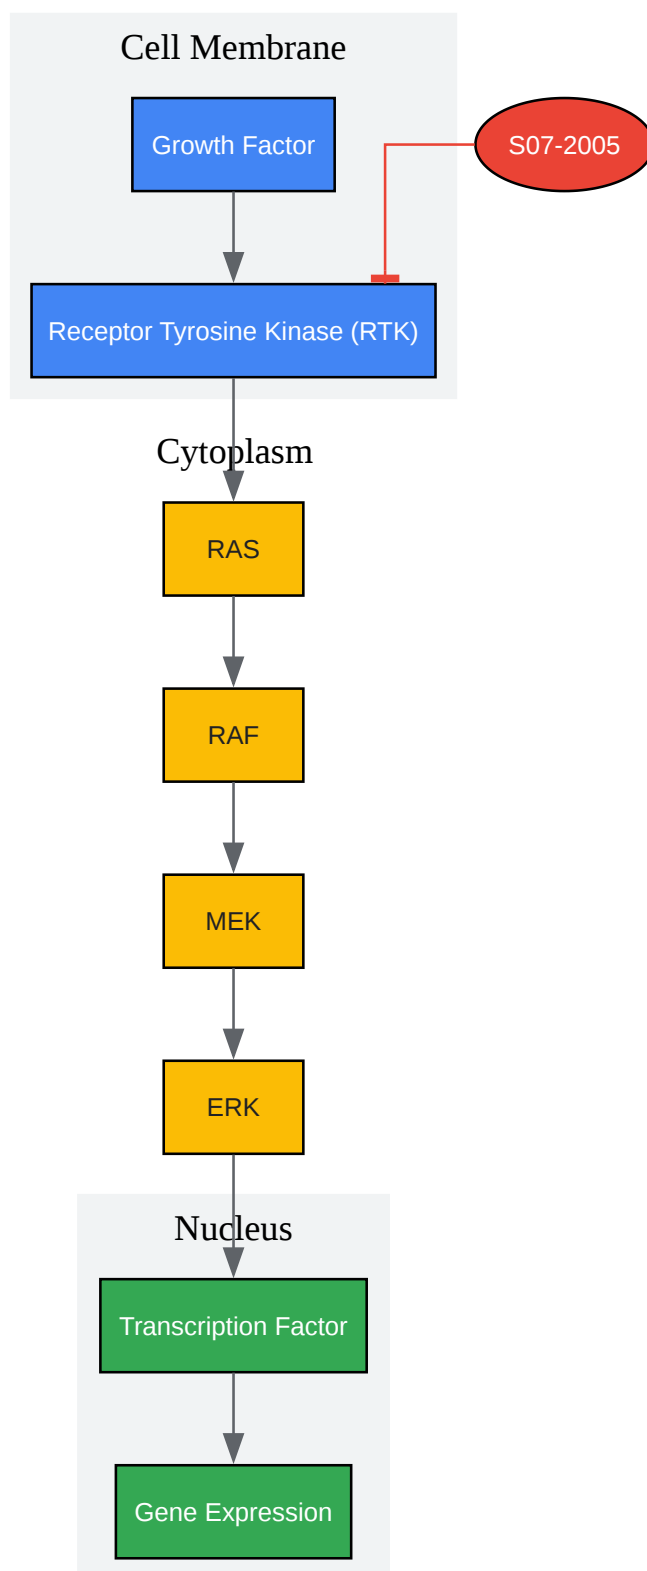 Cell Membrane
Growth Factor
S07-2005
Receptor Tyrosine Kinase (RTK)
Cytoplasm
RAS
RAF
MEK
ERK
Nucleus
Transcription Factor
Gene Expression